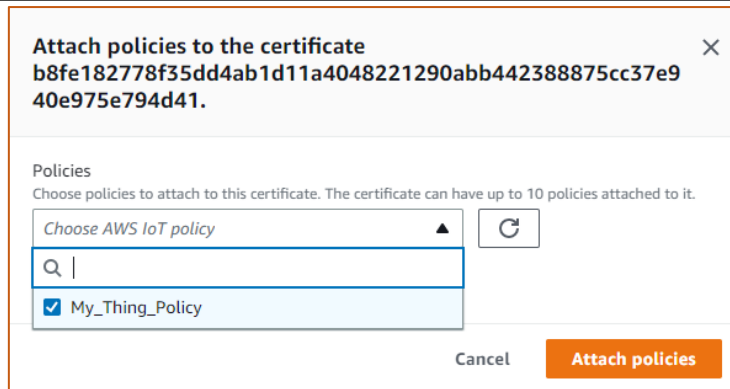 Attach policies to the certificate
b8fe182778f35dd4ab1d11a4048221290abb442388875cc37e9
40e975e794d41.
Policies
Choose policies to attach to this certificate. The certificate can have up to 10 policies attached to it.
Choose AWS IoT policy
My_Thing_Policy
Cancel
Attach policies